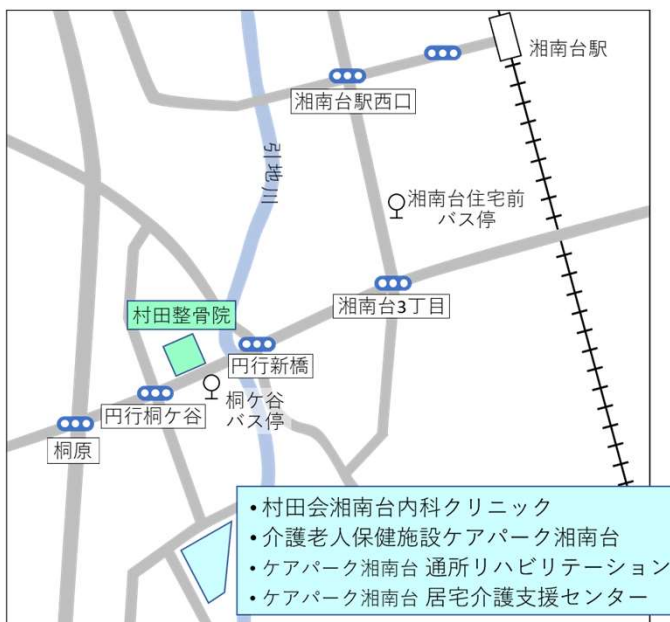 湘南台駅
湘南台駅西口
引地川
湘南台住宅前
バス停
湘南台3丁目
村田整骨院
円行新橋
桐ケ谷
バス停
円行桐ケ谷
桐原
• 村田会湘南台内科クリニック
• 介護老人保健施設ケアパーク湘南台
• ケアパーク湘南台 通所リハビリテーション
• ケアパーク湘南台 居宅介護支援センター